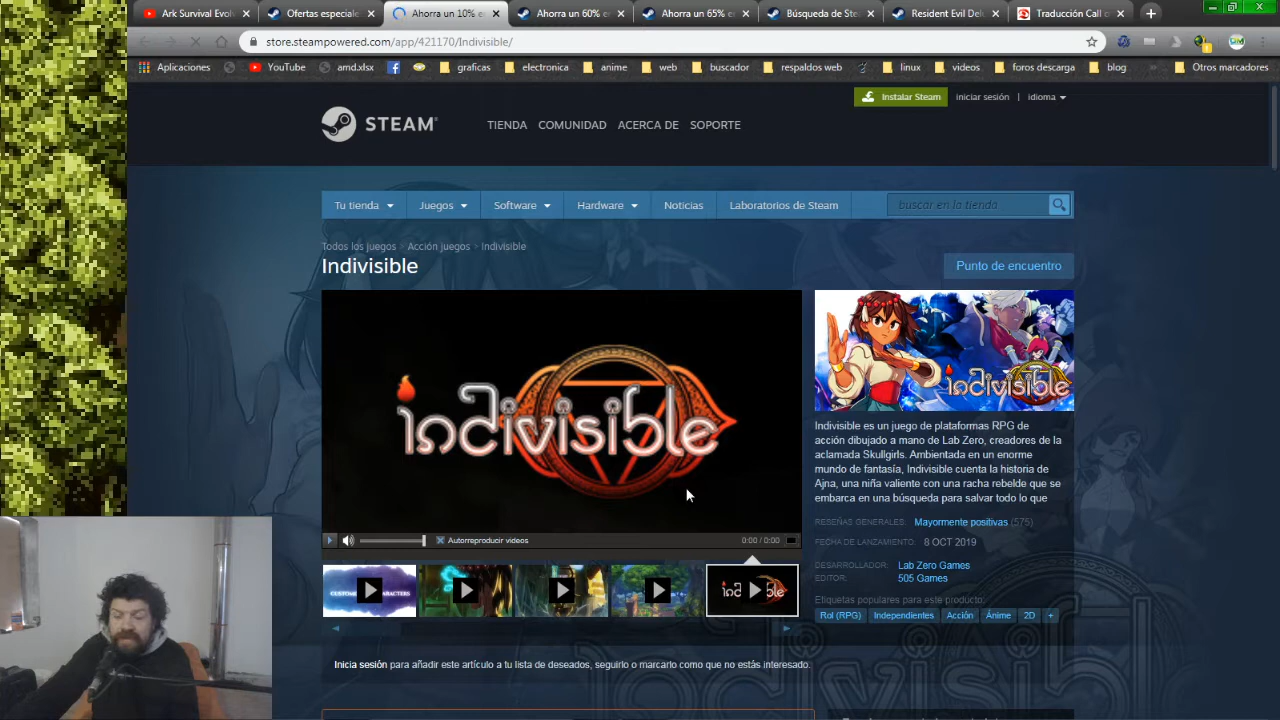 Ark Survival Evol
Ofertas especiale
Ahorra un 10% e
Ahorra un 60% e
Ahorra un 65% e
Búsqueda de Ste
Resident Evil Del
Traducción Call o
store.steampowered.com/app/421170/Indivisible/
Aplicaciones
YouTube
amd.xlsx
graficas
electronica
anime
web
buscador
respaldos web
linux
videos
foros descarga
blog
Otros marcadores
Instalar Steam
iniciar sesión | idioma
STEAM
TIENDA COMUNIDAD ACERCA DE SOPORTE
Tu tienda Juegos Software Hardware Noticias Laboratorios de Steam
buscar en la tienda
Todos los juegos > Acción juegos > Indivisible
Indivisible
Punto de encuentro
indivisible
indivisible
Indivisible es un juego de plataformas RPG de
acción dibujado a mano de Lab Zero, creadores de la
aclamada Skullgirls. Ambientada en un enorme
mundo de fantasía, Indivisible cuenta la historia de
Ajna, una niña valiente con una racha rebelde que se
embarca en una búsqueda para salvar todo lo que
RESEÑAS GENERALES: Mayormente positivas (575)
FECHA DE LANZAMIENTO: 8 OCT 2019
DESARROLLADOR: Lab Zero Games
EDITOR: 505 Games
Etiquetas populares para este producto:
Rol (RPG) Independientes Acción Ánime 2D +
Autorreproducir videos
0:00 / 0:00
Inicia sesión para añadir este artículo a tu lista de deseados, seguirlo o marcarlo como que no estás interesado.